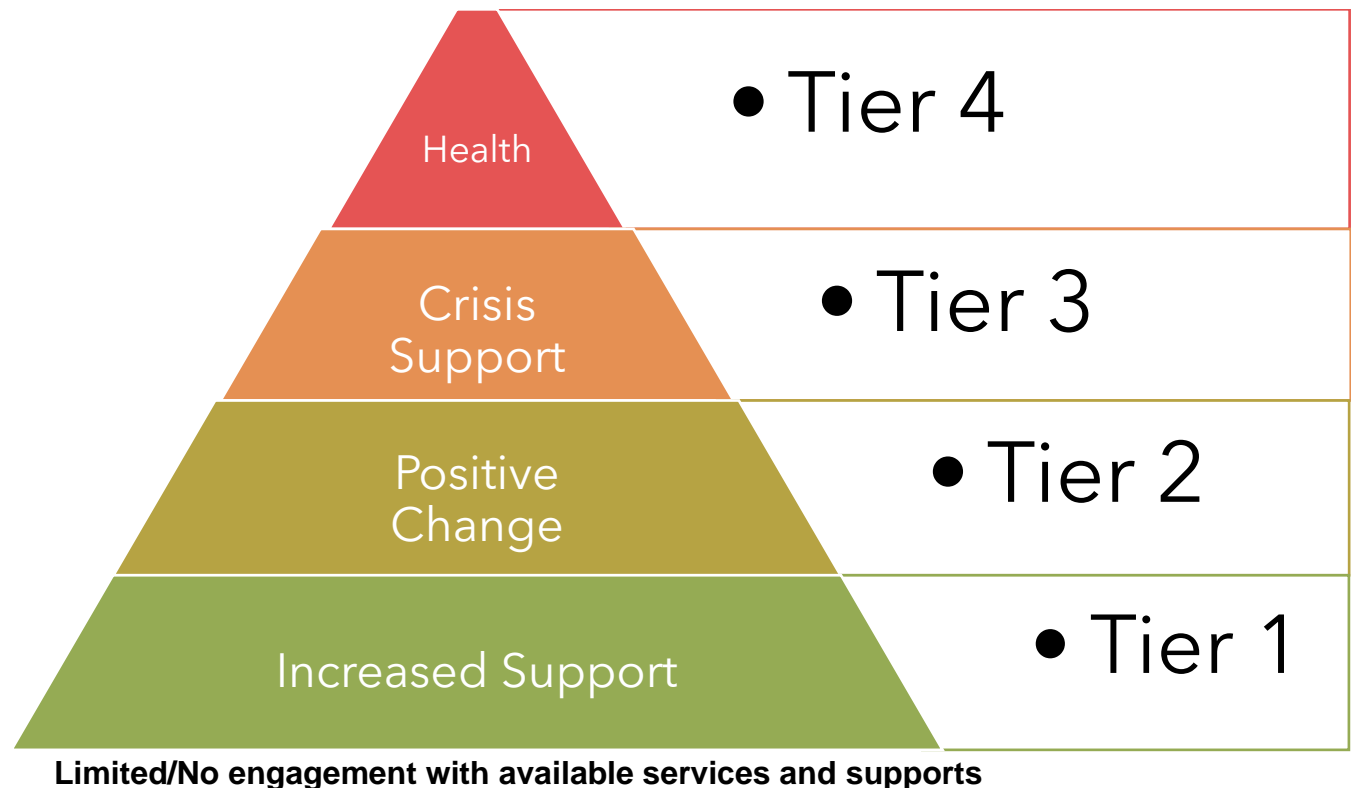 Health
• Tier 4
Crisis
Support
• Tier 3
Positive
Change
• Tier 2
Increased Support
• Tier 1
Limited/No engagement with available services and supports